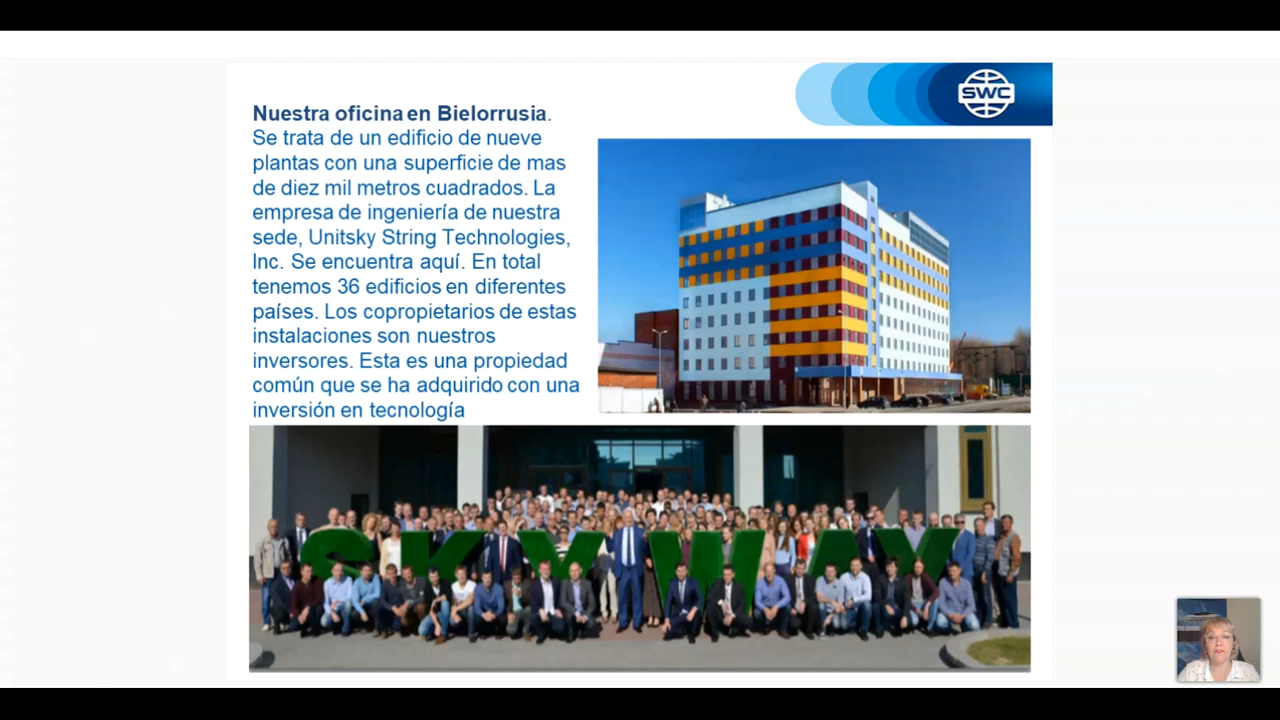 SWC
Nuestra oficina en Bielorrusia.
Se trata de un edificio de nueve
plantas con una superficie de mas
de diez mil metros cuadrados. La
empresa de ingeniería de nuestra
sede, Unitsky String Technologies,
Inc. Se encuentra aquí. En total
tenemos 36 edificios en diferentes
países. Los copropietarios de estas
instalaciones son nuestros
inversores. Esta es una propiedad
común que se ha adquirido con una
inversión en tecnología
SKY WAY